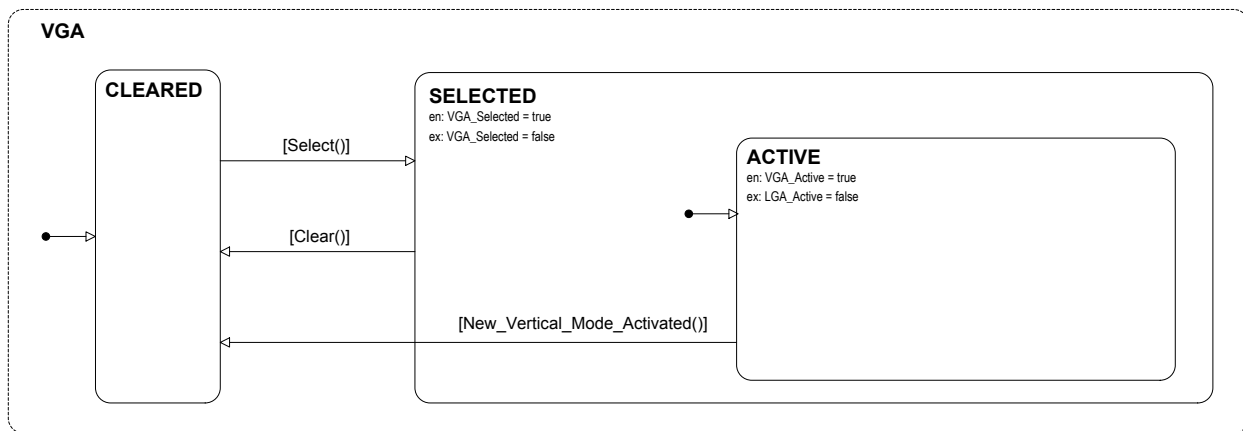 VGA
CLEARED
SELECTED
en: VGA_Selected = true
ex: VGA_Selected = false
[Select()]
ACTIVE
en: VGA_Active = true
ex: LGA_Active = false
[Clear()]
[New_Vertical_Mode_Activated()]